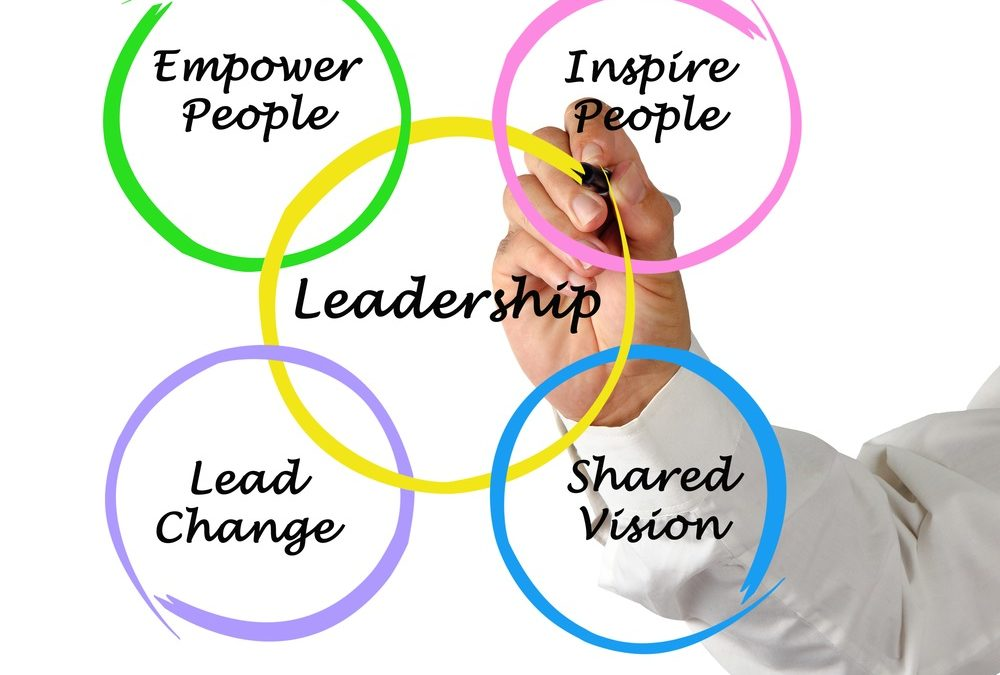 Empower
People
Inspire
People
Leadership
Lead
Change
Shared
Vision